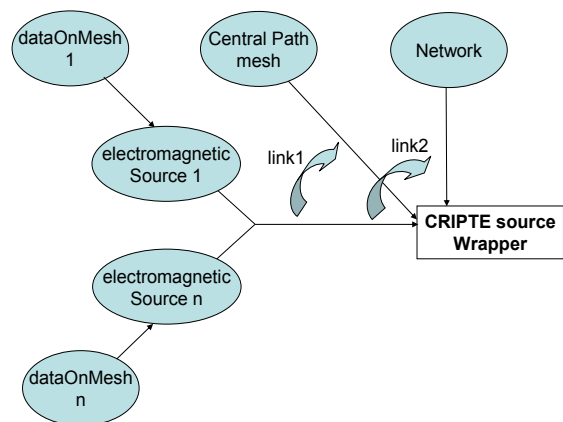 dataOnMesh
1
Central Path
mesh
Network
electromagnetic
Source 1
link1
link2
CRIPTE source
Wrapper
electromagnetic
Source n
dataOnMesh
n